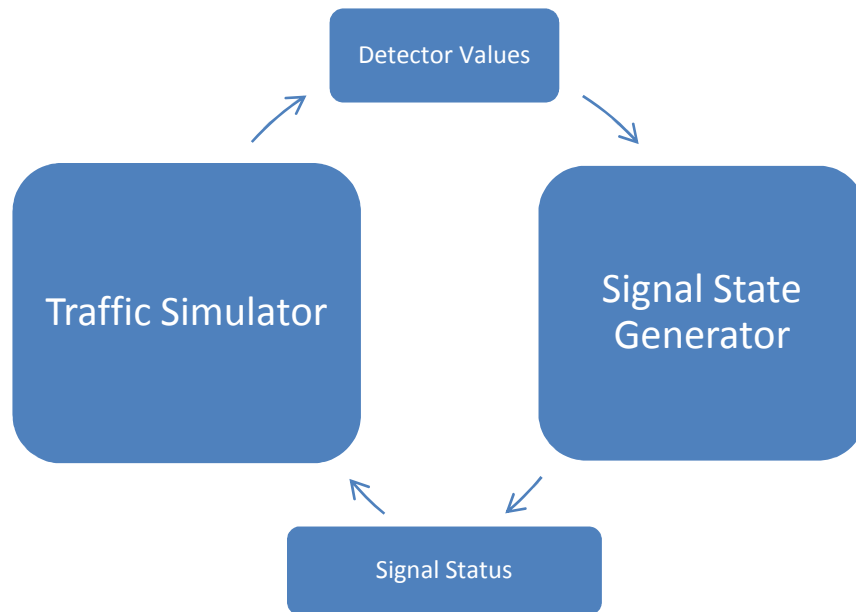 Detector Values
Traffic Simulator
Signal State
Generator
Signal Status